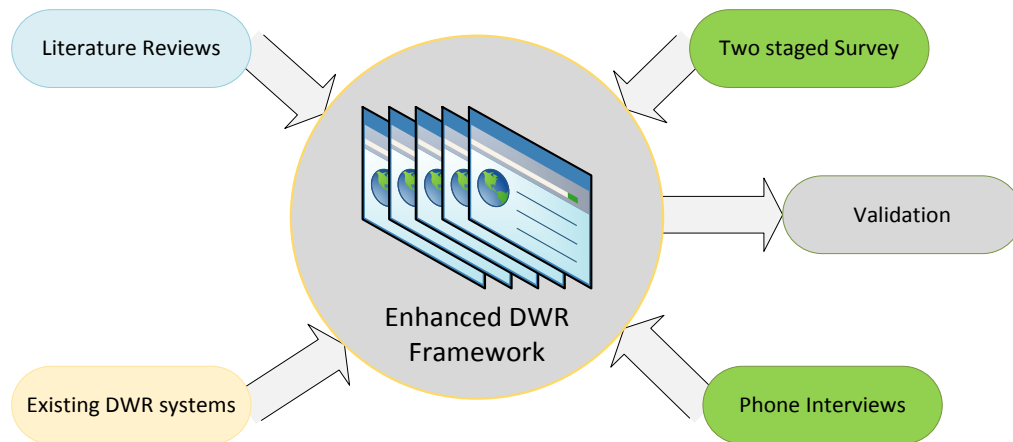 Literature Reviews
Two staged Survey
Validation
Enhanced DWR
Framework
Existing DWR systems
Phone Interviews